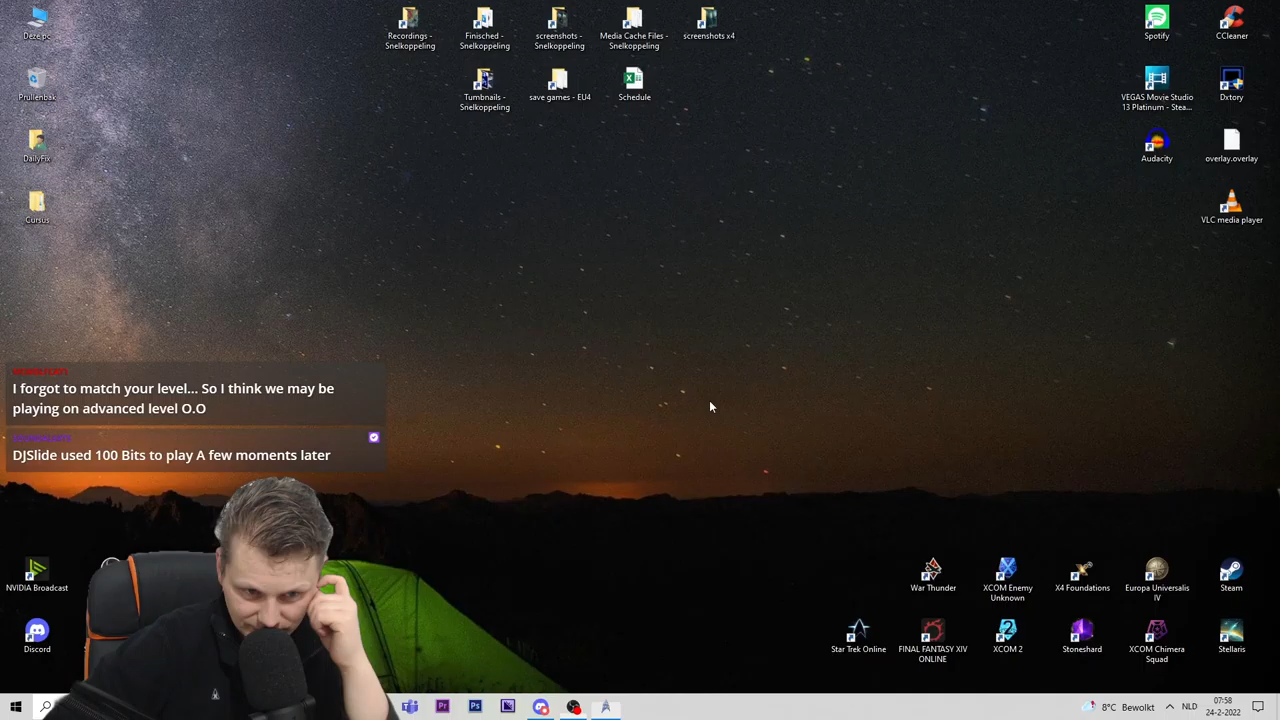 Deze pc
Recordings -
Snelkoppeling
Finisched -
Snelkoppeling
screenshots -
Snelkoppeling
Media Cache Files -
Snelkoppeling
screenshots x4
Spotify
CCleaner
Prullenbak
Tumbnails -
Snelkoppeling
save games - EU4
Schedule
VEGAS Movie Studio
13 Platinum - Stea...
Dxtory
DailyFix
Audacity
overlay.overlay
Cursus
VLC media player
I forgot to match your level... So I think we may be
playing on advanced level O.O
DJSlide used 100 Bits to play A few moments later
NVIDIA Broadcast
War Thunder
XCOM Enemy
Unknown
X4 Foundations
Europa Universalis
IV
Steam
Discord
Star Trek Online
FINAL FANTASY XIV
ONLINE
XCOM 2
Stoneshard
XCOM Chimera
Squad
Stellaris
8°C Bewolkt
NLD
07:58
24-2-2022